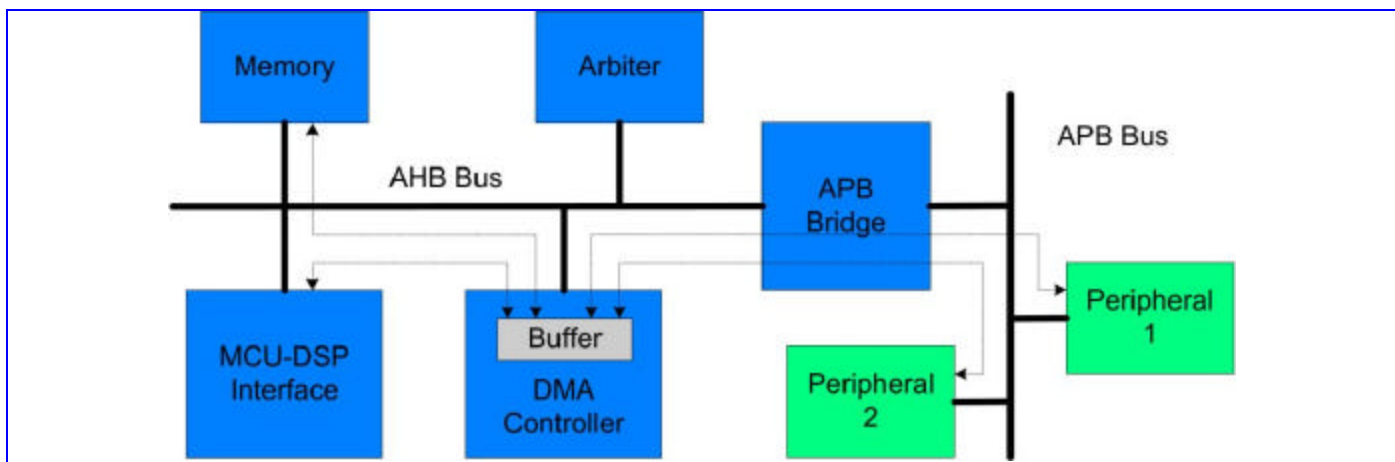 Memory
Arbiter
APB Bus
AHB Bus
APB
Bridge
MCU-DSP
Interface
Buffer
DMA
Controller
Peripheral
2
Peripheral
1